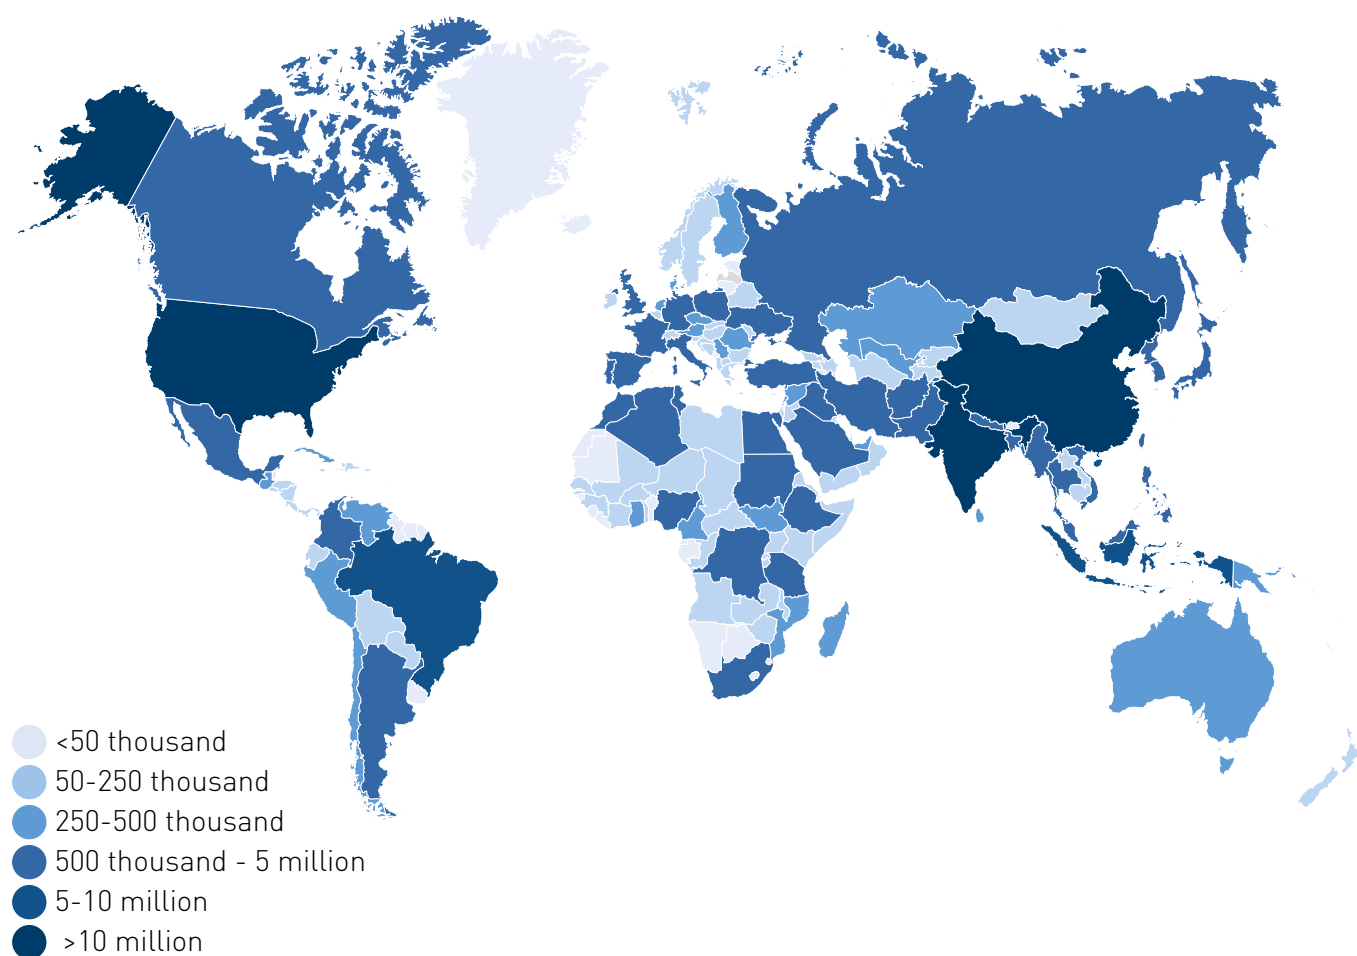 <50 thousand
50-250 thousand
250-500 thousand
500 thousand - 5 million
5-10 million
>10 million